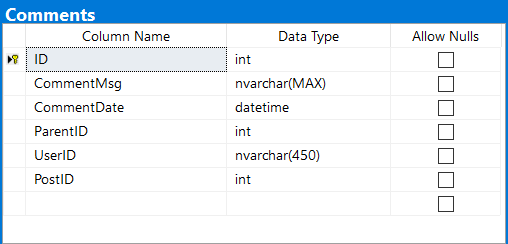 Comments
Column Name Data Type Allow Nulls
ID int
CommentMsg nvarchar(MAX)
CommentDate datetime
ParentID int
UserID nvarchar(450)
PostID int